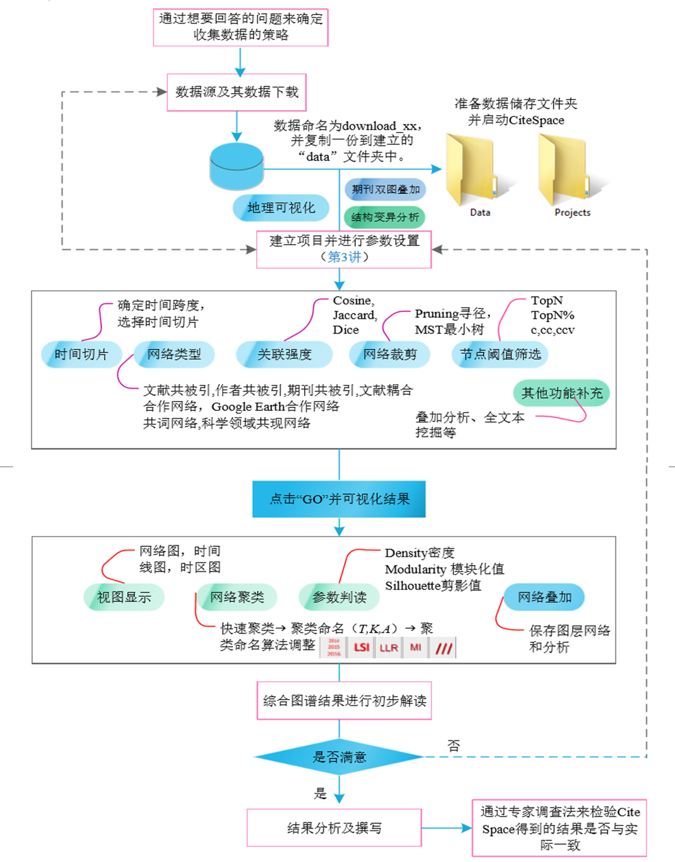 通过想要回答的问题来确定
收集数据的策略
数据源及其数据下载
准备数据储存文件夹
并启动CiteSpace
数据命名为download_xx,
并复制一份到建立的
“data”文件夹中。
期刊双图叠加
地理可视化
结构变异分析
Data
Projects
建立项目并进行参数设置
（第3讲）
确定时间跨度，
选择时间切片
Cosine,
Jaccard,
Dice
Pruning寻径，
MST最小树
TopN
TopN%
c,cc,ccv
时间切片
网络类型
关联强度
网络裁剪
节点阈值筛选
文献共被引,作者共被引,期刊共被引,文献耦合
合作网络，Google Earth合作网络
共词网络,科学领域共现网络
其他功能补充
叠加分析、全文本
挖掘等
点击“GO”并可视化结果
网络图，时间
线图，时区图
Density密度
Modularity 模块化值
Silhouette剪影值
视图显示
网络聚类
参数判读
网络叠加
快速聚类→ 聚类命名（T,K,A）→ 聚
类命名算法调整
2014
2015
2016
LSI
LLR
MI
保存图层网络
和分析
综合图谱结果进行初步解读
是否满意
否
是
结果分析及撰写
通过专家调查法来检验Cite
Space得到的结果是否与实
际一致